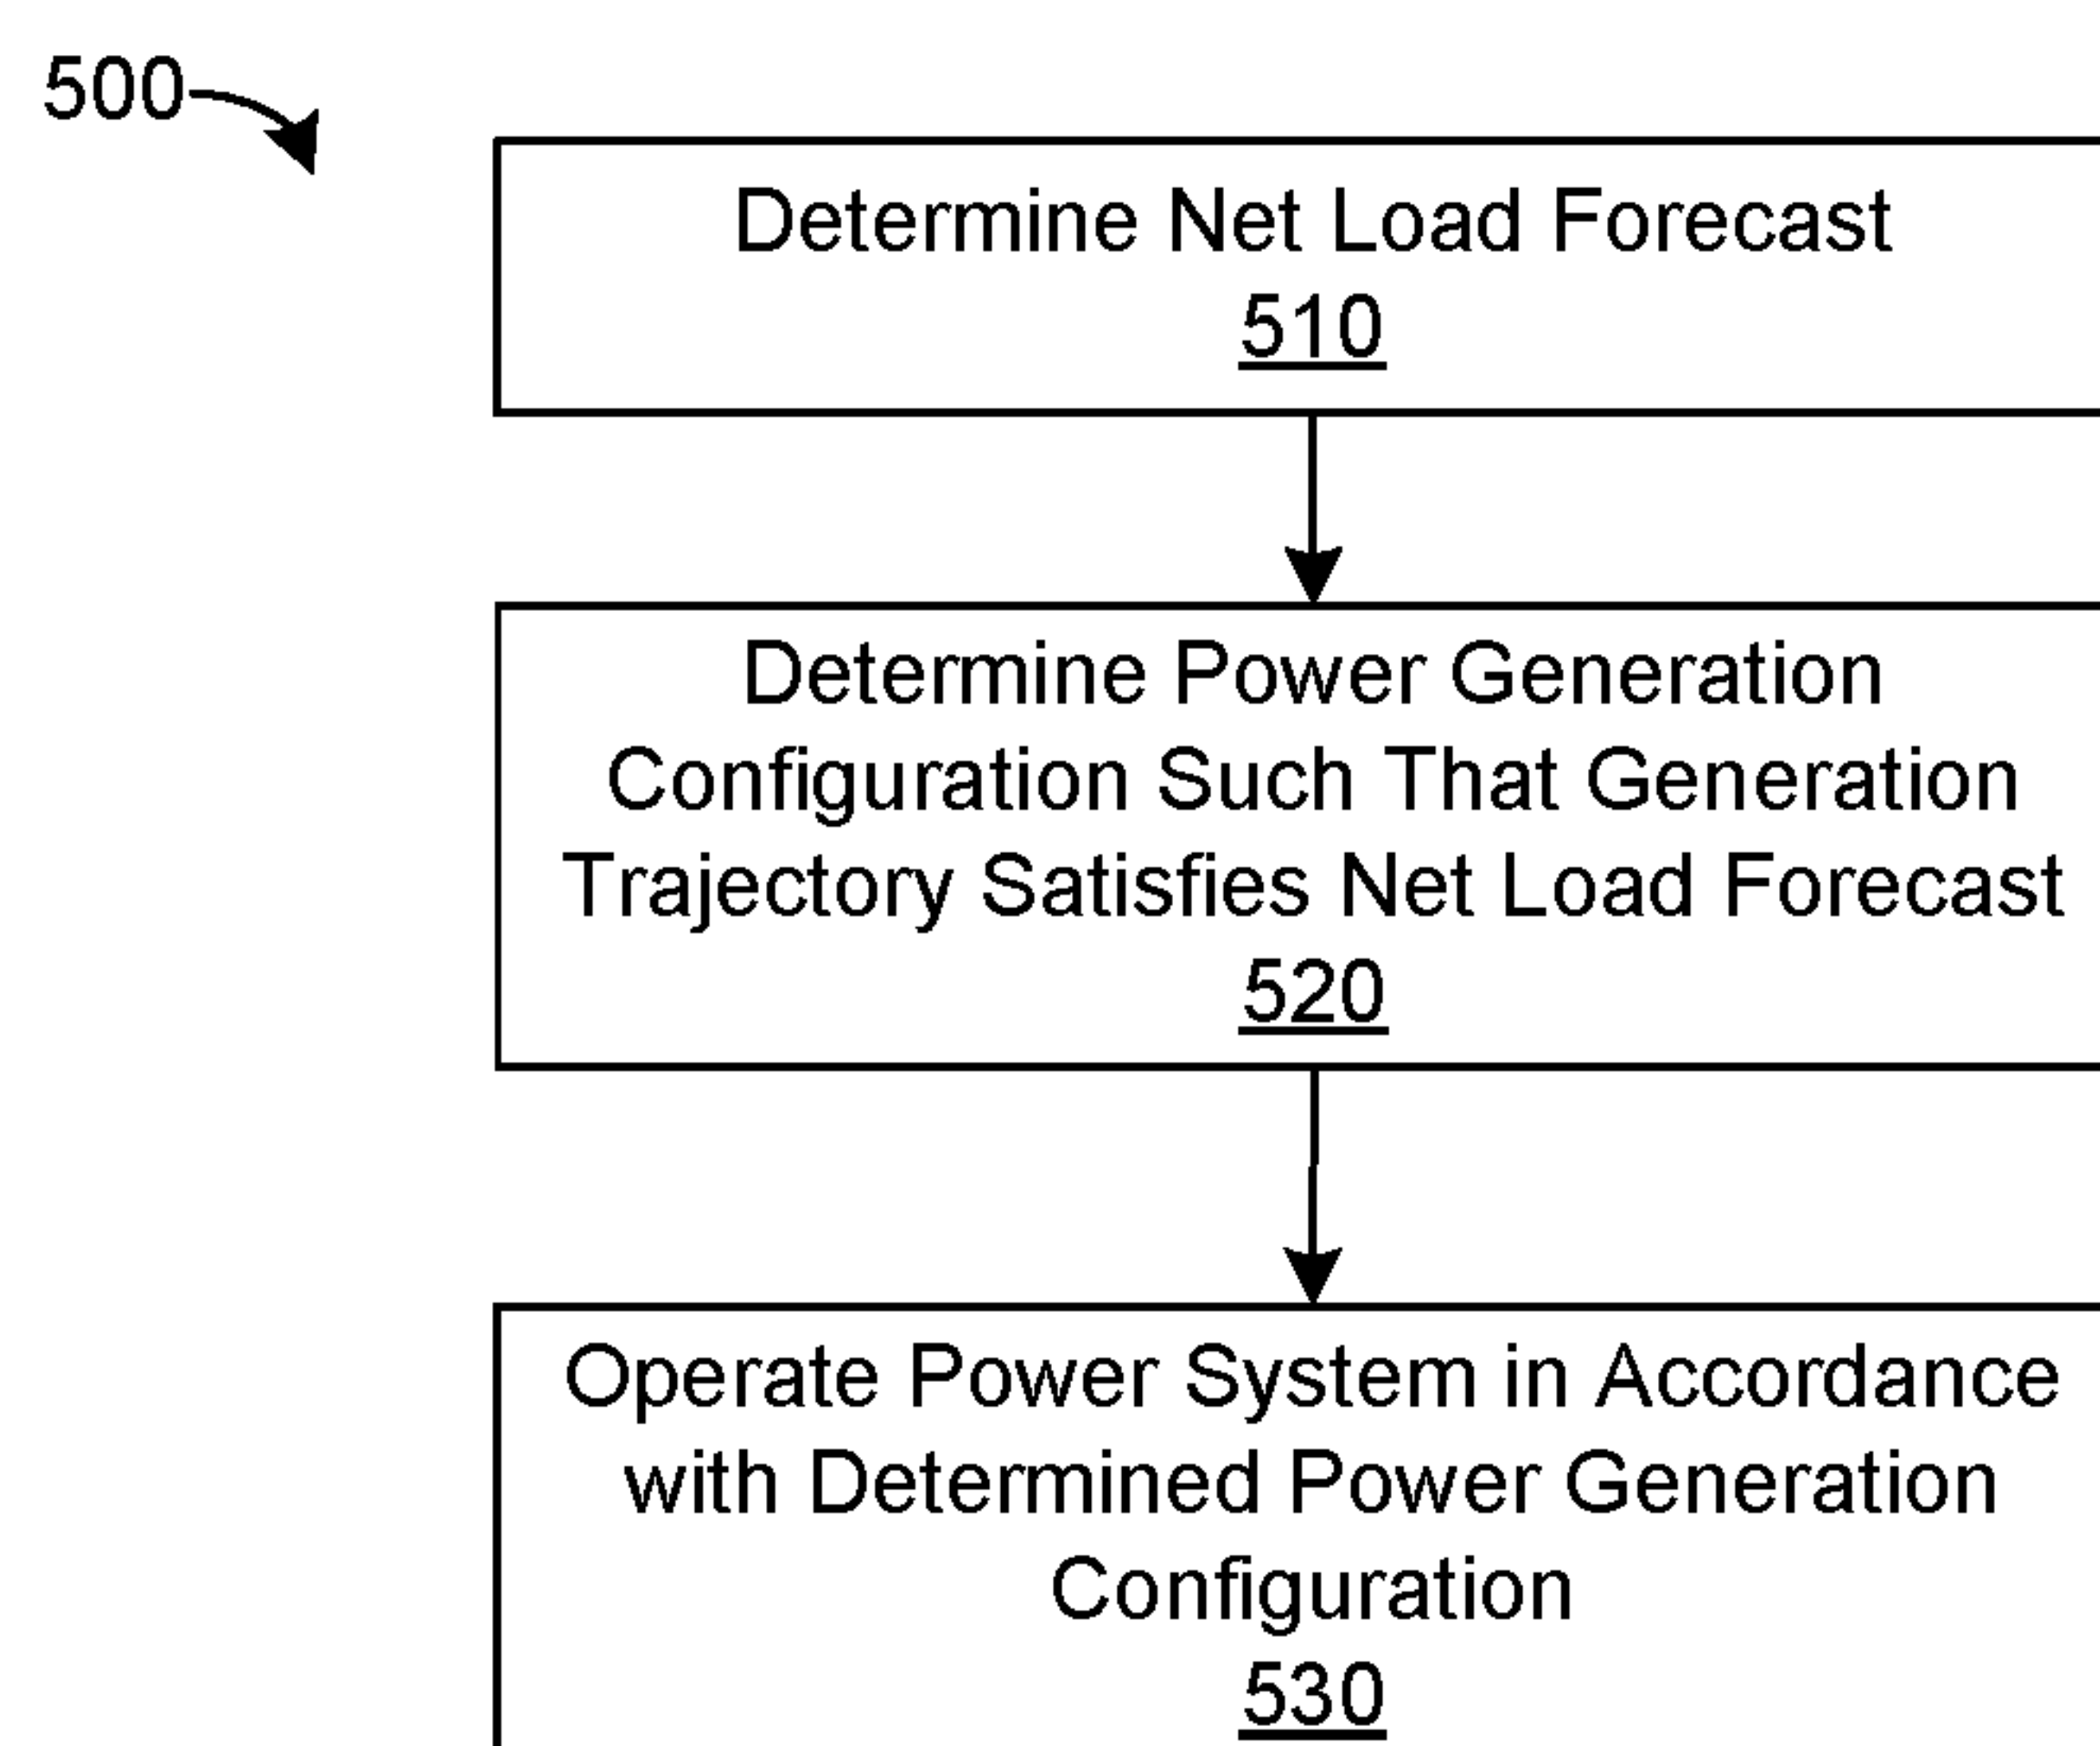 500
Determine Net Load Forecast
510
Determine Power Generation
Configuration Such That Generation
Trajectory Satisfies Net Load Forecast
520
Operate Power System in Accordance
with Determined Power Generation
Configuration
530